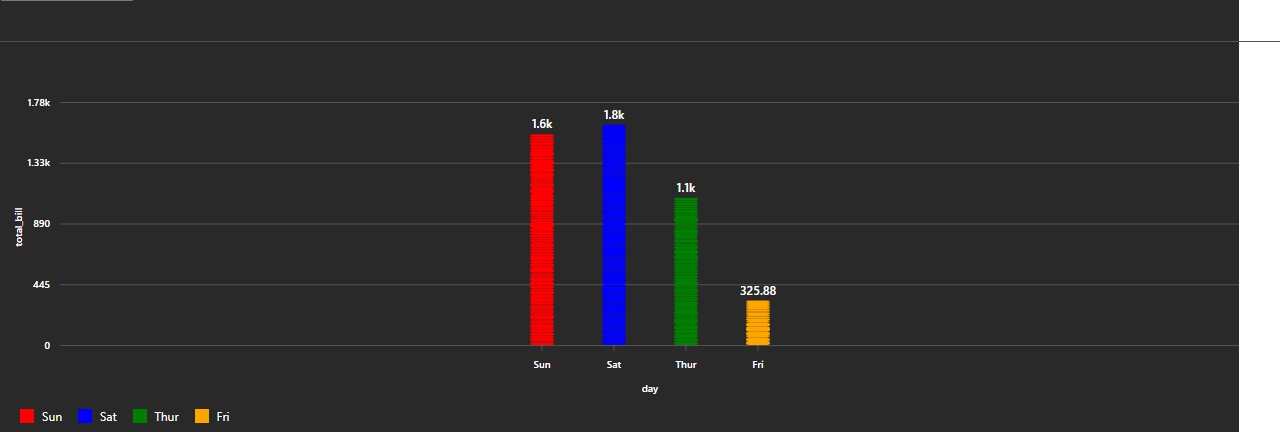 1.78k
1.33k
890
445
0
total_bill
1.6k
1.8k
1.1k
325.88
Sun Sat Thur Fri
day
Sun Sat Thur Fri